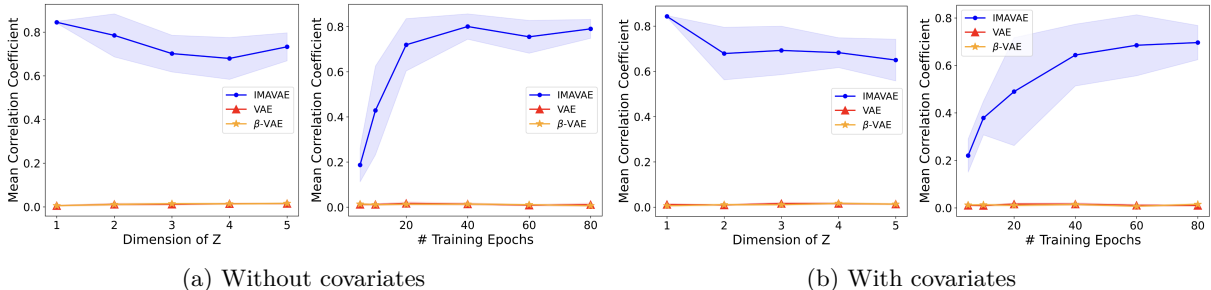 Mean Correlation Coefficient
0.8
0.6
0.4
0.2
0.0
IMAVAE
VAE
β-VAE
1 2 3 4 5
Dimension of Z
Mean Correlation Coefficient
0.8
0.6
0.4
0.2
0.0
IMAVAE
VAE
β-VAE
20 40 60 80
# Training Epochs
(a) Without covariates
Mean Correlation Coefficient
0.8
0.6
0.4
0.2
0.0
IMAVAE
VAE
β-VAE
1 2 3 4 5
Dimension of Z
Mean Correlation Coefficient
0.8
0.6
0.4
0.2
0.0
IMAVAE
VAE
β-VAE
20 40 60 80
# Training Epochs
(b) With covariates